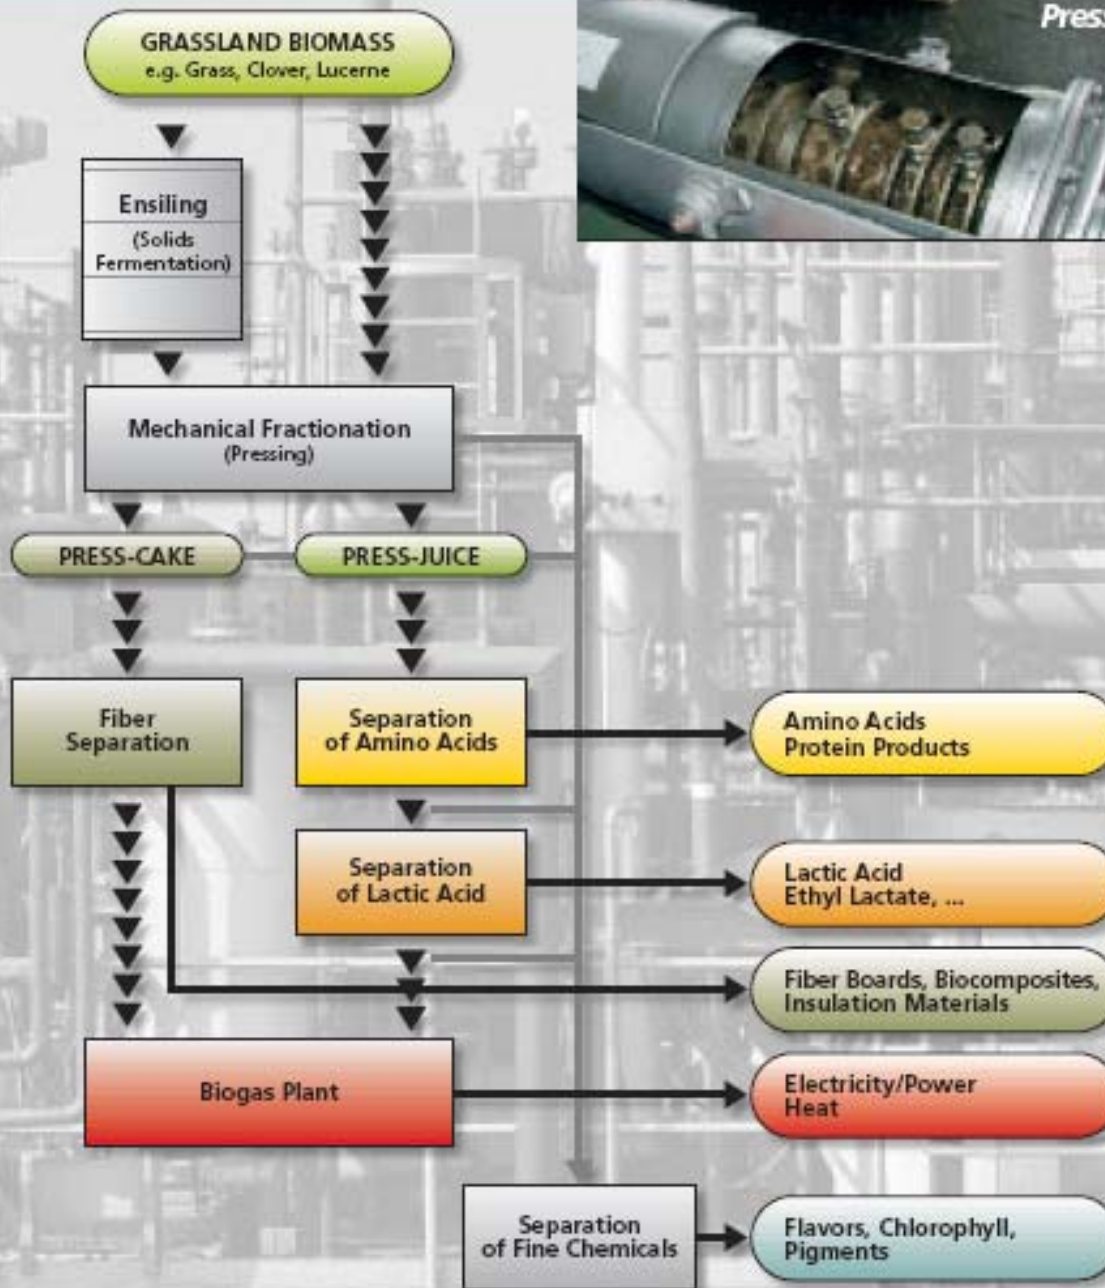 Press
GRASSLAND BIOMASS
e.g. Grass, Clover, Lucerne
Ensiling
(Solids
Fermentation)
Mechanical Fractionation
(Pressing)
PRESS-CAKE
PRESS-JUICE
Fiber
Separation
Separation
of Amino Acids
Amino Acids
Protein Products
Separation
of Lactic Acid
Lactic Acid
Ethyl Lactate, ...
Fiber Boards, Biocomposites,
Insulation Materials
Biogas Plant
Electricity/Power
Heat
Separation
of Fine Chemicals
Flavors, Chlorophyll,
Pigments